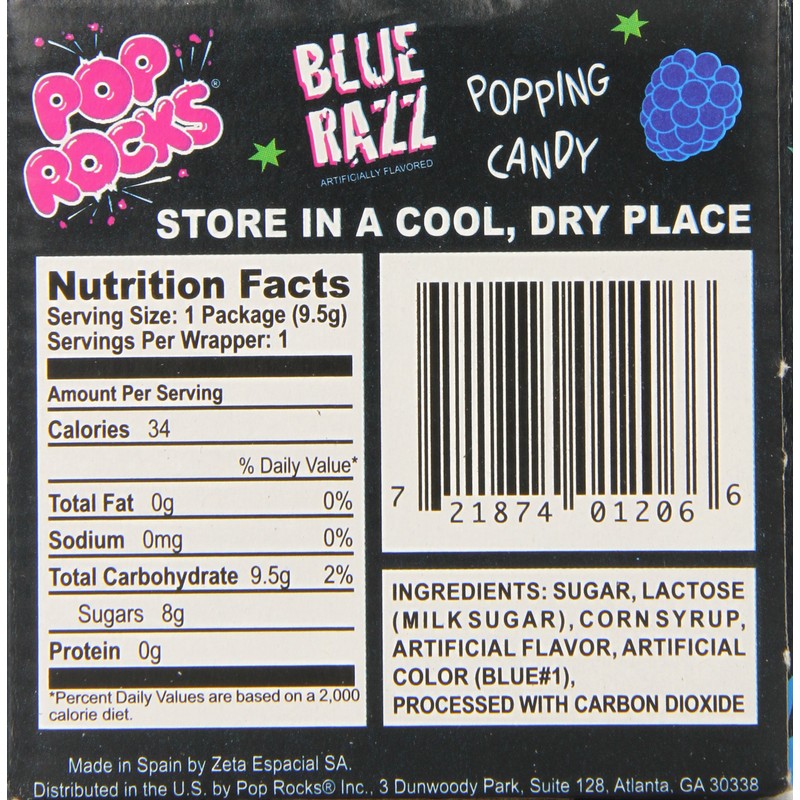 POP
ROCKS®
BLUE
RAZZ
ARTIFICIALLY FLAVORED
POPPING
CANDY
STORE IN A COOL, DRY PLACE
Nutrition Facts
Serving Size: 1 Package (9.5g)
Servings Per Wrapper: 1
Amount Per Serving
Calories 34
% Daily Value*
Total Fat 0g 0%
Sodium 0mg 0%
Total Carbohydrate 9.5g 2%
Sugars 8g
Protein 0g
*Percent Daily Values are based on a 2,000
calorie diet.
7 21874 01206 6
INGREDIENTS: SUGAR, LACTOSE
(MILK SUGAR), CORN SYRUP,
ARTIFICIAL FLAVOR, ARTIFICIAL
COLOR (BLUE#1),
PROCESSED WITH CARBON DIOXIDE
Made in Spain by Zeta Espacial SA.
Distributed in the U.S. by Pop Rocks® Inc., 3 Dunwoody Park, Suite 128, Atlanta, GA 30338